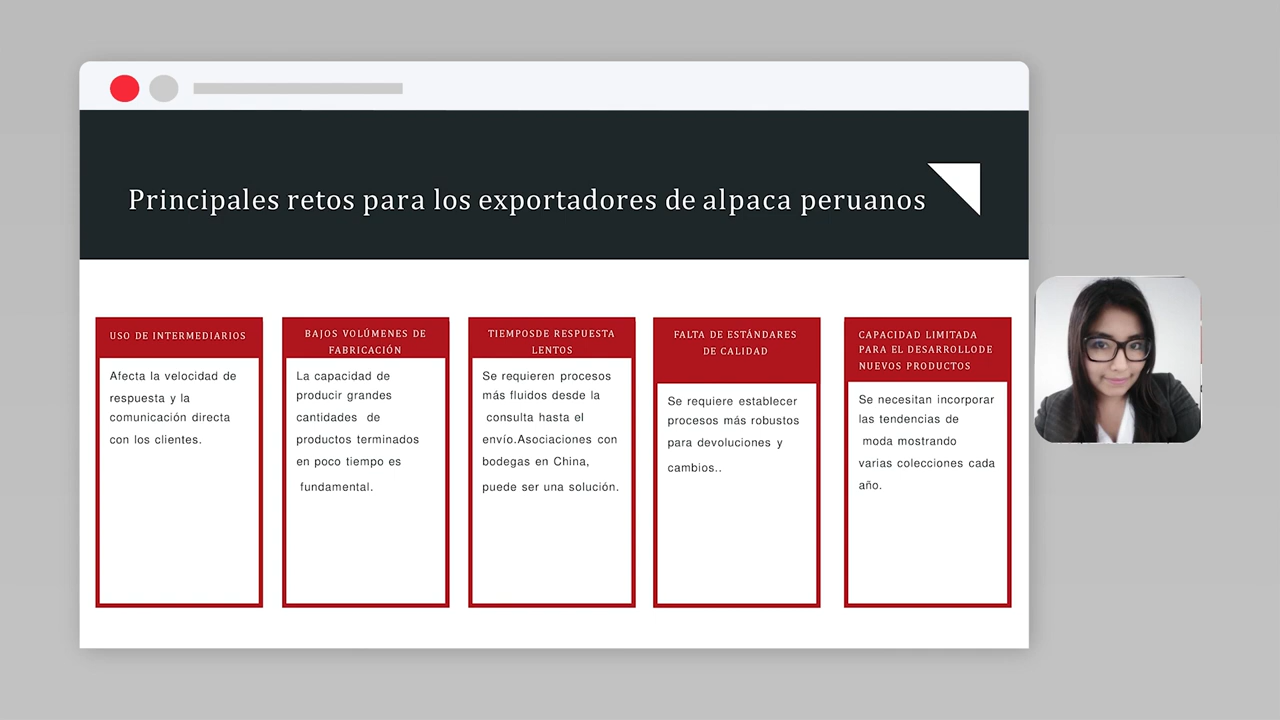 Principales retos para los exportadores de alpaca peruanos
USO DE INTERMEDIARIOS
Afecta la velocidad de
respuesta y la
comunicación directa
con los clientes.
BAJOS VOLÚMENES DE
FABRICACIÓN
La capacidad de
producir grandes
cantidades de
productos terminados
en poco tiempo es
fundamental.
TIEMPOSDE RESPUESTA
LENTOS
Se requieren procesos
más fluidos desde la
consulta hasta el
envío.Asociaciones con
bodegas en China,
puede ser una solución.
FALTA DE ESTÁNDARES
DE CALIDAD
Se requiere establecer
procesos más robustos
para devoluciones y
cambios..
CAPACIDAD LIMITADA
PARA EL DESARROLLODE
NUEVOS PRODUCTOS
Se necesitan incorporar
las tendencias de
moda mostrando
varias colecciones cada
año.